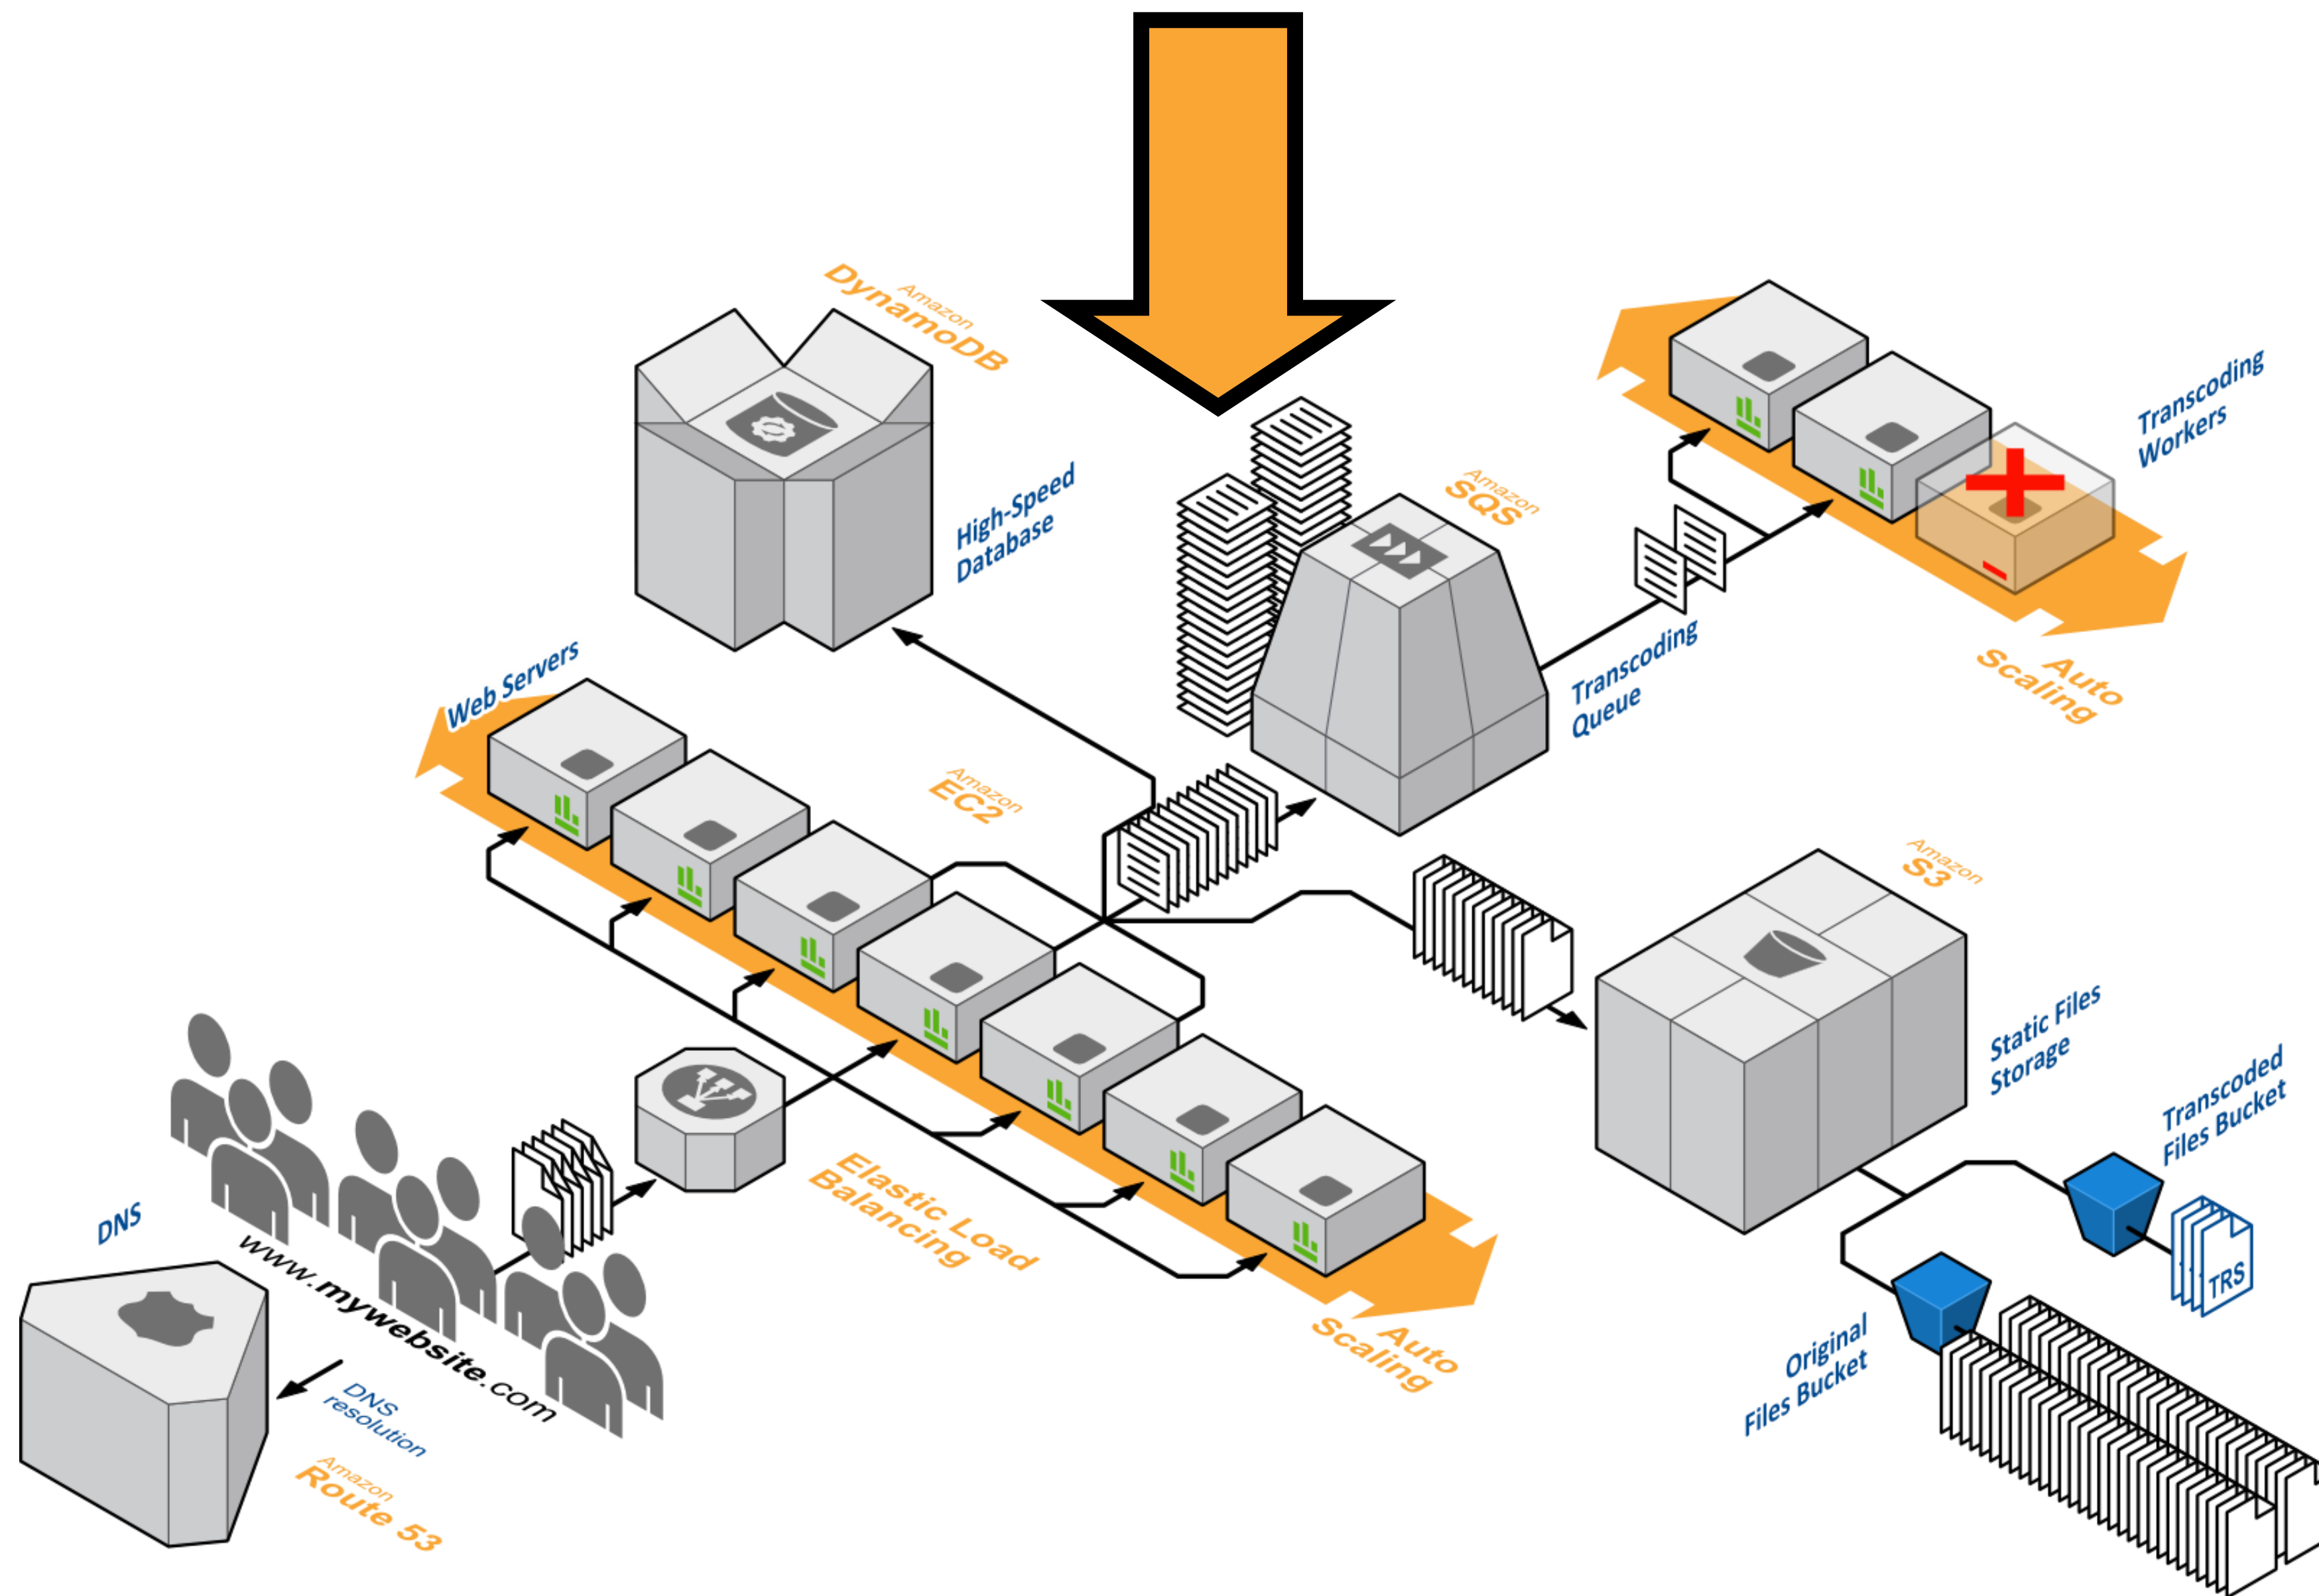 Amazon
DynamoDB
High-Speed
Database
Amazon
SQS
Transcoding
Queue
Transcoding
Workers
Auto
Scaling
Web Servers
Amazon
EC2
Amazon
S3
Static Files
Storage
Transcoded
Files Bucket
TRS
Original
Files Bucket
Elastic Load
Balancing
Auto
Scaling
DNS
www.mywebsite.com
DNS
resolution
Amazon
Route 53